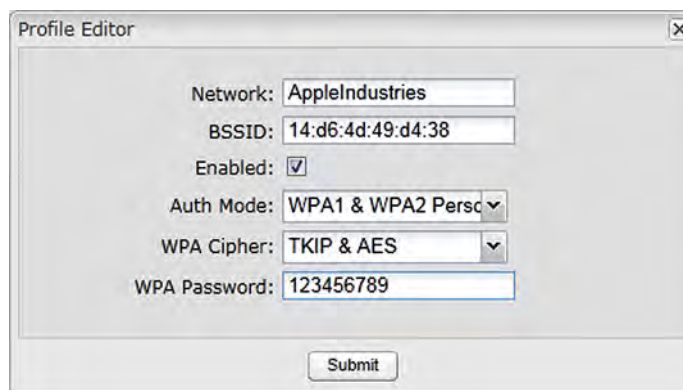 Profile Editor
Network: AppleIndustries
BSSID: 14:d6:4d:49:d4:38
Enabled:
Auth Mode: WPA1 & WPA2 Perso
WPA Cipher: TKIP & AES
WPA Password: 123456789
Submit